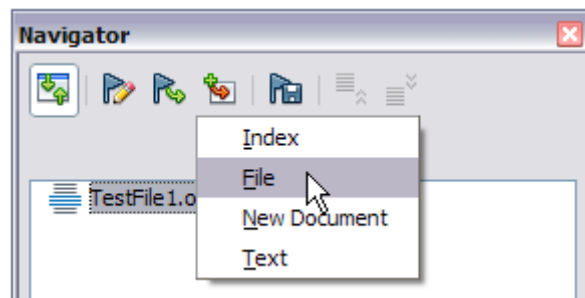 Navigator
Index
File
TestFile1.o
New Document
Text